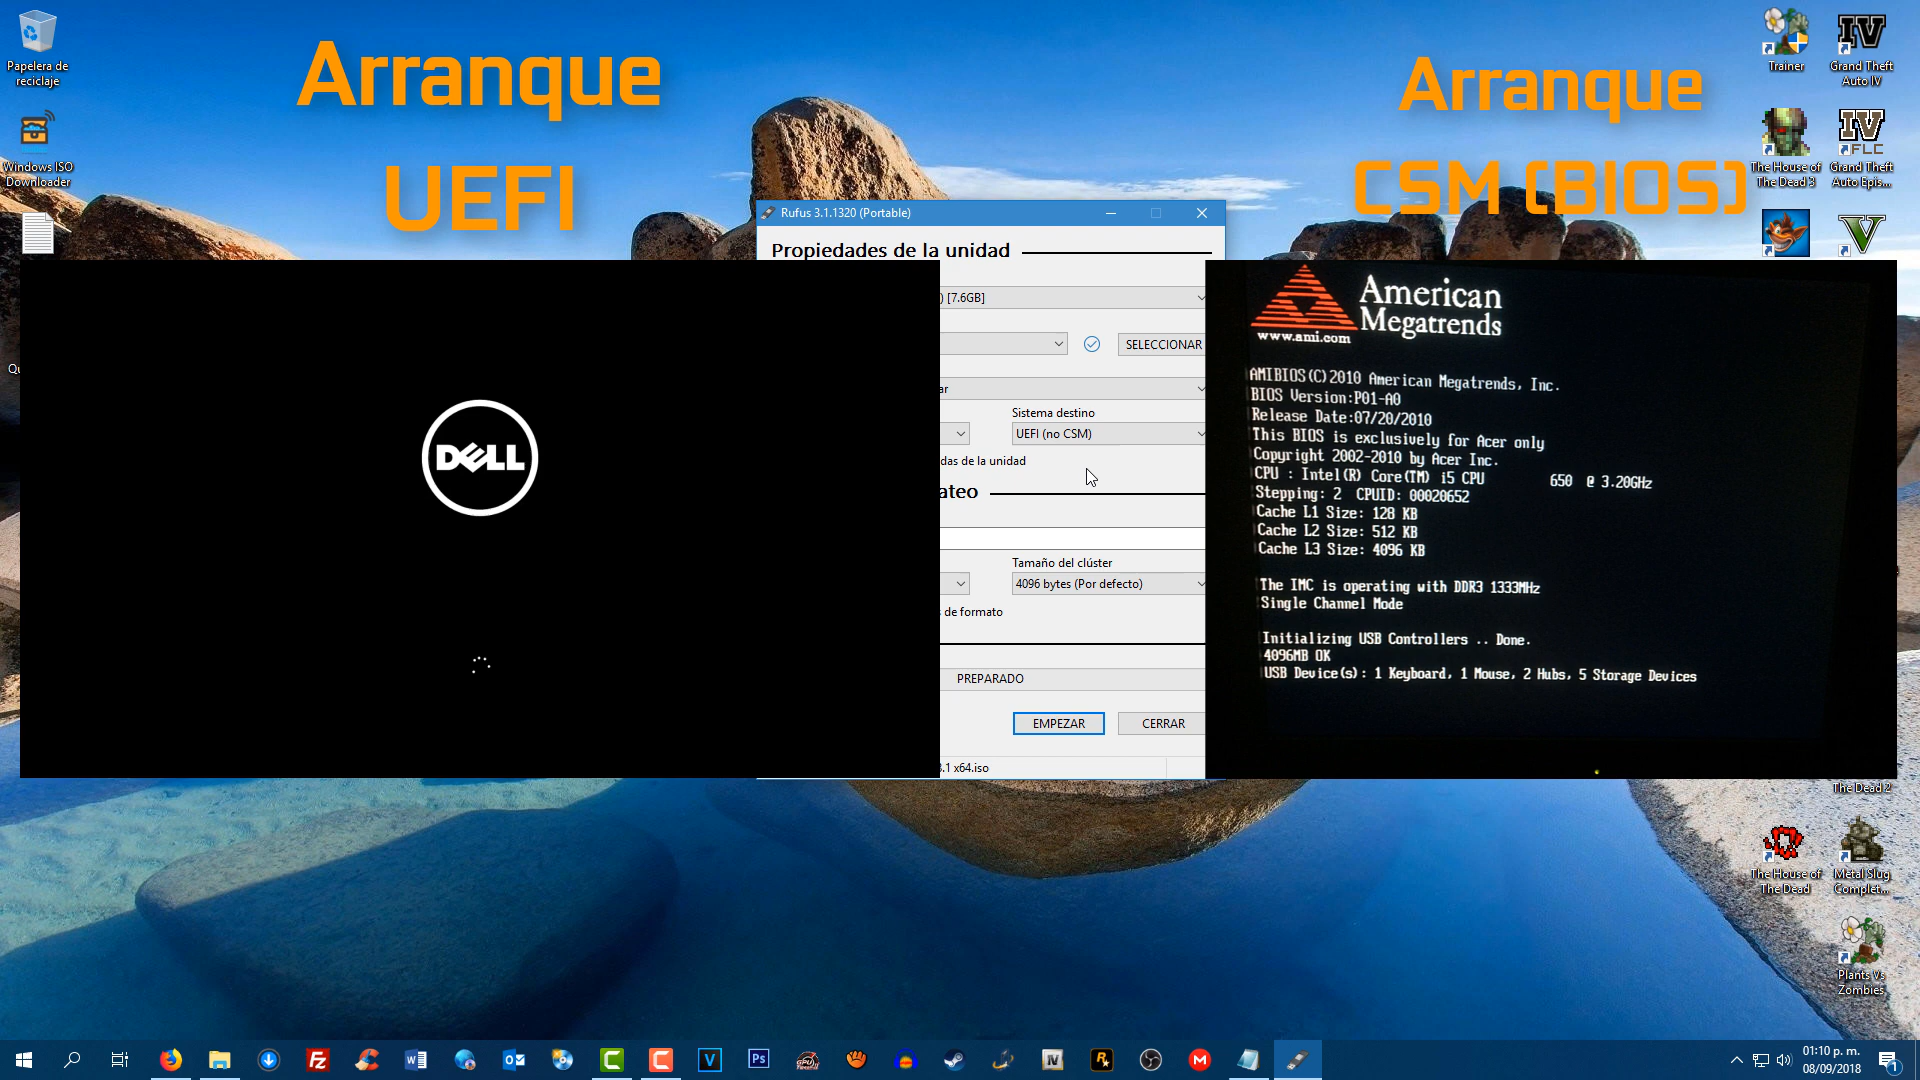 Papelera de
reciclaje
Windows ISO
Downloader
Arranque
UEFI
Arranque
CSM (BIOS)
Trainer
Grand Theft
Auto IV
The House of
The Dead 3
IV
FLC
Grand Theft
Auto Epis...
Rufus 3.1.1320 (Portable)
Propiedades de la unidad
) [7.6GB]
SELECCIONAR
ar
Sistema destino
UEFI (no CSM)
das de la unidad
ateo
Tamaño del clúster
4096 bytes (Por defecto)
de formato
PREPARADO
EMPEZAR
CERRAR
.1 x64.iso
DELL
American
Megatrends
www.ami.com
AMIBIOS(C)2010 American Megatrends, Inc.
BIOS Version:P01-A0
Release Date:07/20/2010
This BIOS is exclusively for Acer only
Copyright 2002-2010 by Acer Inc.
CPU : Intel(R) Core(TM) i5 CPU 650 @ 3.20GHz
Stepping: 2 CPUID: 00020652
Cache L1 Size: 128 KB
Cache L2 Size: 512 KB
Cache L3 Size: 4096 KB
The IMC is operating with DDR3 1333MHz
Single Channel Mode
Initializing USB Controllers .. Done.
4096MB OK
USB Device(s): 1 Keyboard, 1 Mouse, 2 Hubs, 5 Storage Devices
The Dead 2
The House of
The Dead
Metal Slug
Complet...
Plants Vs
Zombies
01:10 p. m.
08/09/2018